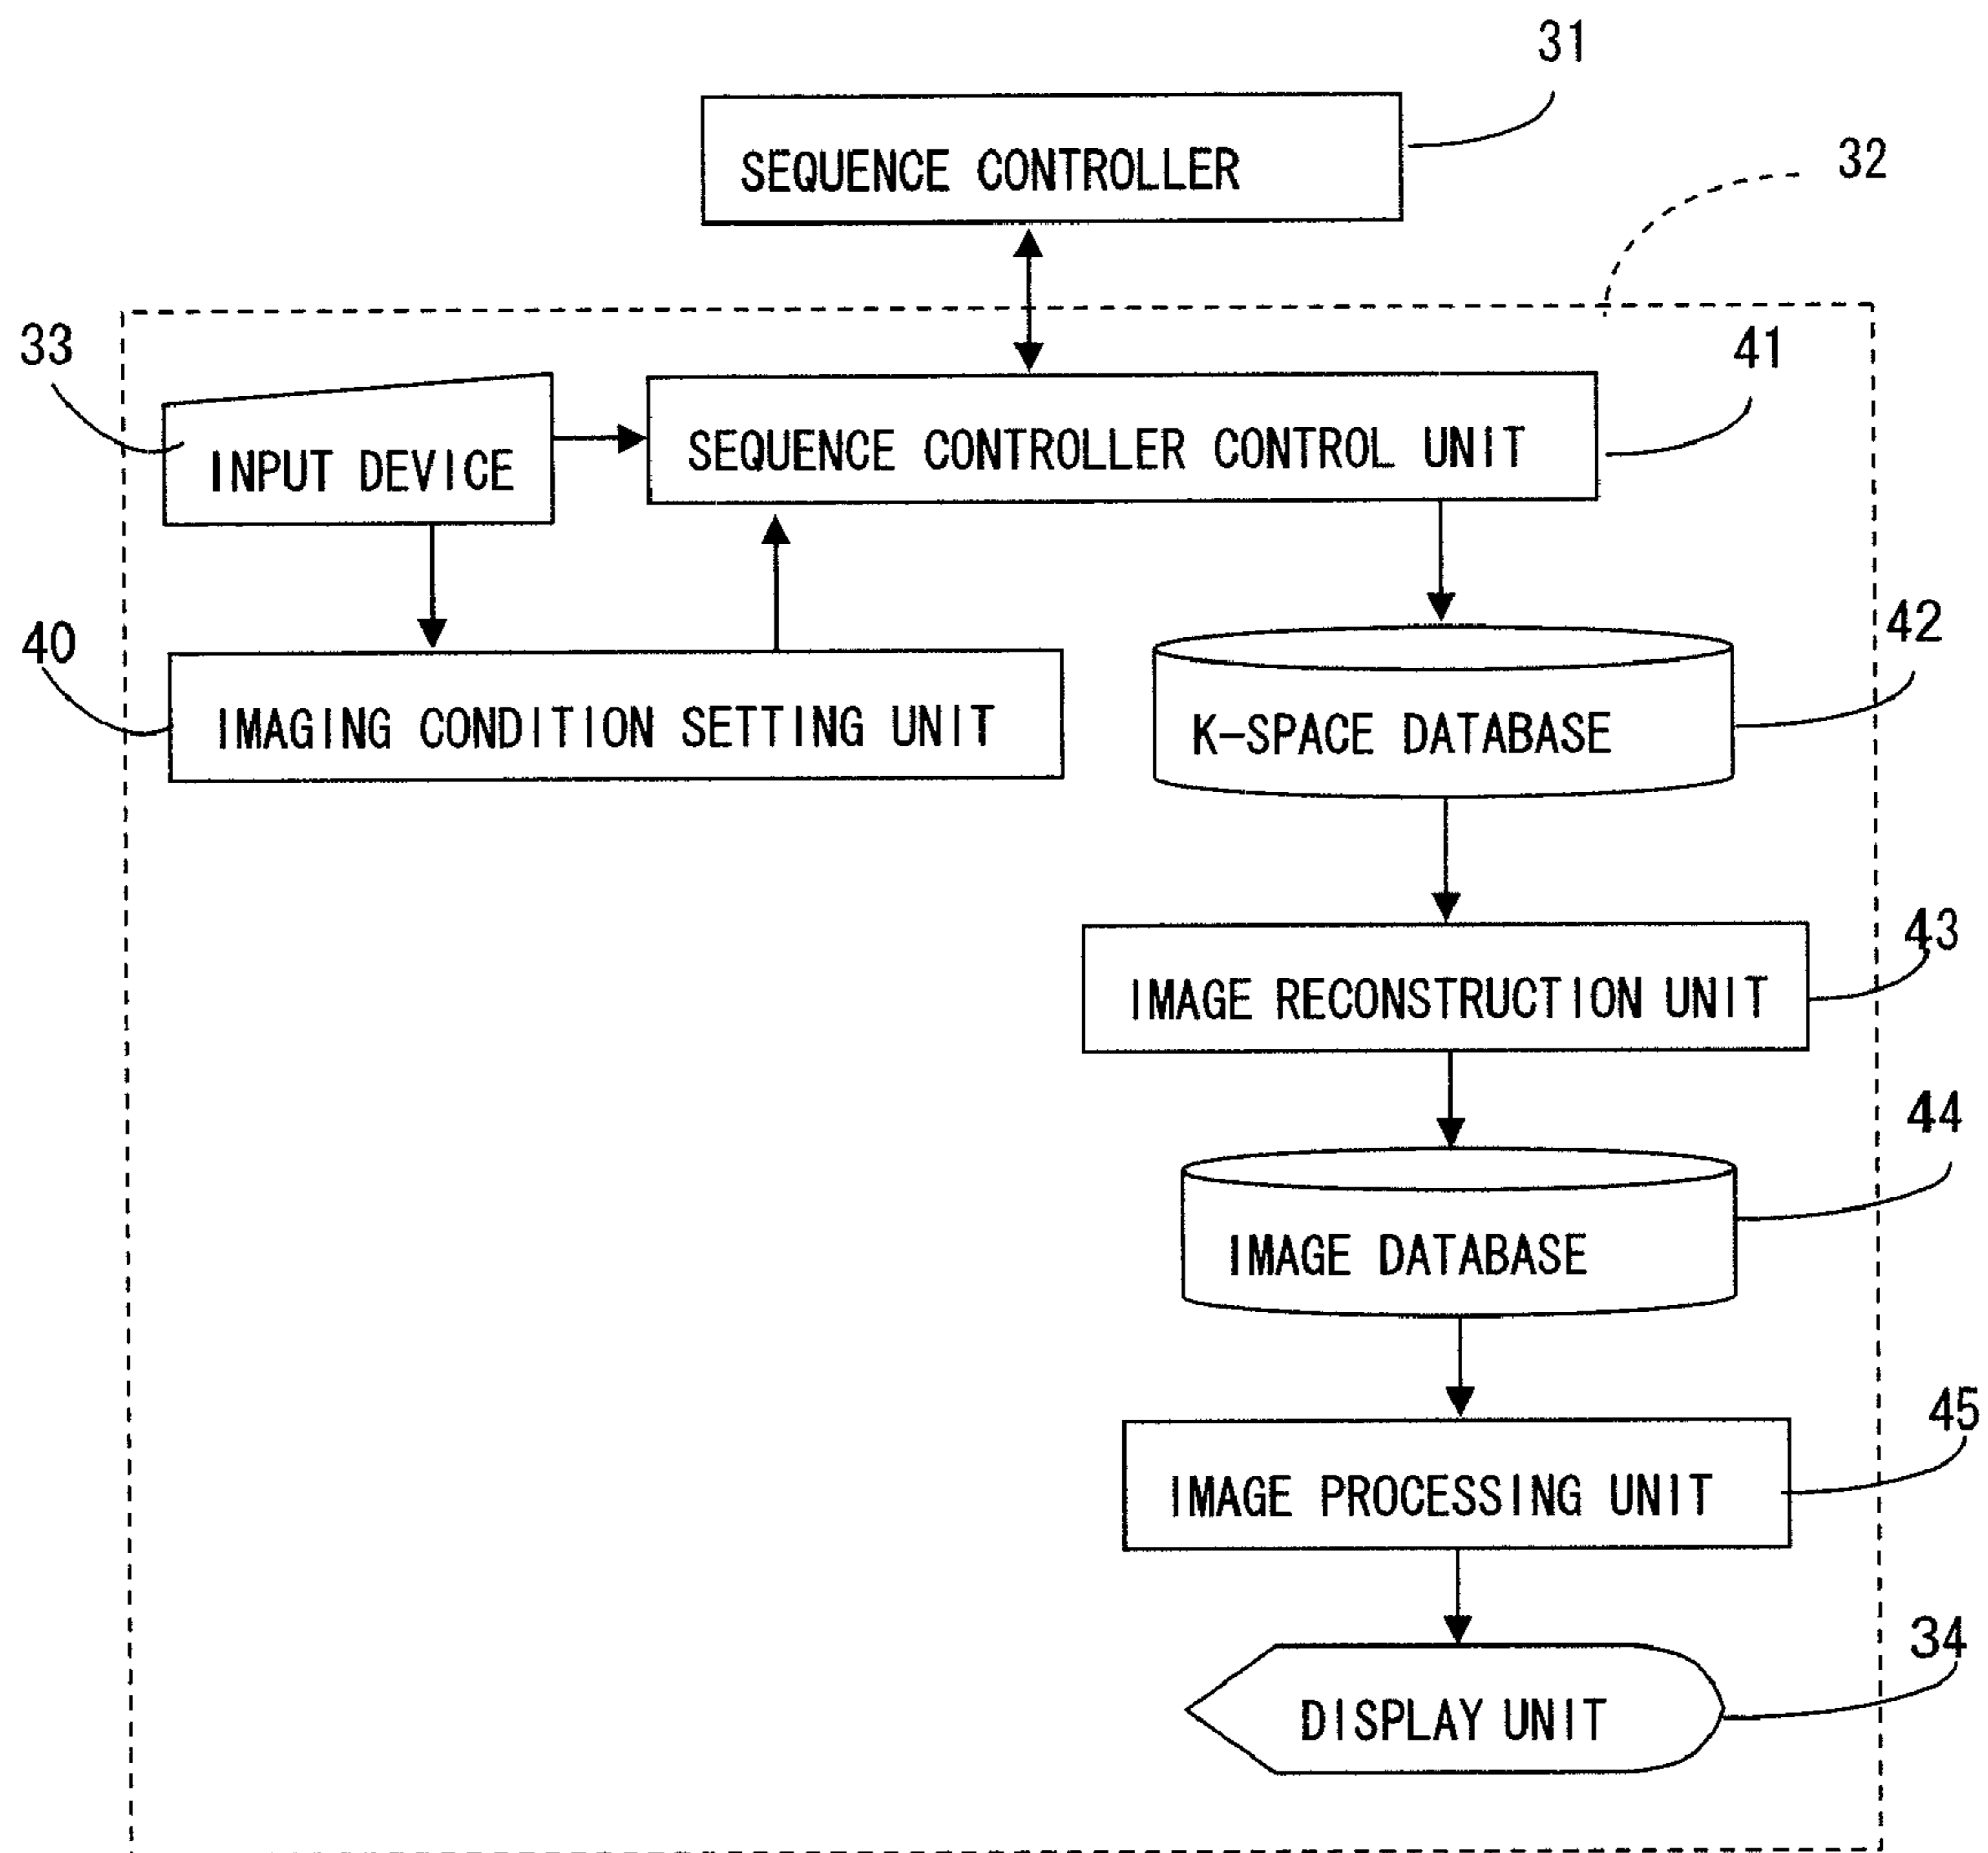 31
SEQUENCE CONTROLLER
32
33
41
INPUT DEVICE
SEQUENCE CONTROLLER CONTROL UNIT
40
42
IMAGING CONDITION SETTING UNIT
K-SPACE DATABASE
43
IMAGE RECONSTRUCTION UNIT
44
IMAGE DATABASE
45
IMAGE PROCESSING UNIT
34
DISPLAY UNIT